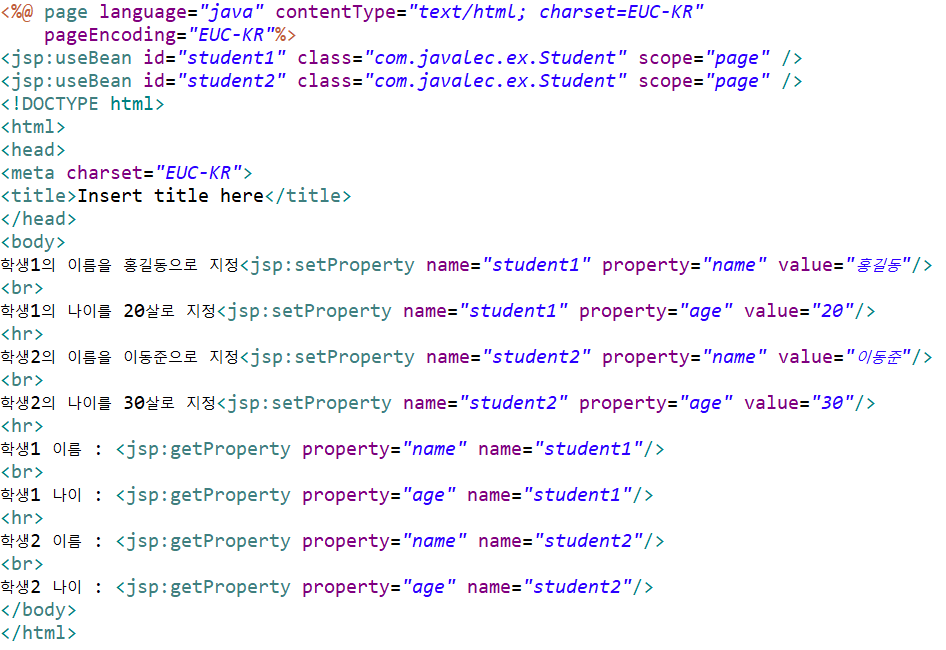 <%@ page language="java" contentType="text/html; charset=EUC-KR"
    pageEncoding="EUC-KR"%>
<jsp:useBean id="student1" class="com.javalec.ex.Student" scope="page" />
<jsp:useBean id="student2" class="com.javalec.ex.Student" scope="page" />
<!DOCTYPE html>
<html>
<head>
<meta charset="EUC-KR">
<title>Insert title here</title>
</head>
<body>
학생1의 이름을 홍길동으로 지정<jsp:setProperty name="student1" property="name" value="홍길동"/>
<br>
학생1의 나이를 20살로 지정<jsp:setProperty name="student1" property="age" value="20"/>
<hr>
학생2의 이름을 이동준으로 지정<jsp:setProperty name="student2" property="name" value="이동준"/>
<br>
학생2의 나이를 30살로 지정<jsp:setProperty name="student2" property="age" value="30"/>
<hr>
학생1 이름 : <jsp:getProperty property="name" name="student1"/>
<br>
학생1 나이 : <jsp:getProperty property="age" name="student1"/>
<hr>
학생2 이름 : <jsp:getProperty property="name" name="student2"/>
<br>
학생2 나이 : <jsp:getProperty property="age" name="student2"/>
</body>
</html>